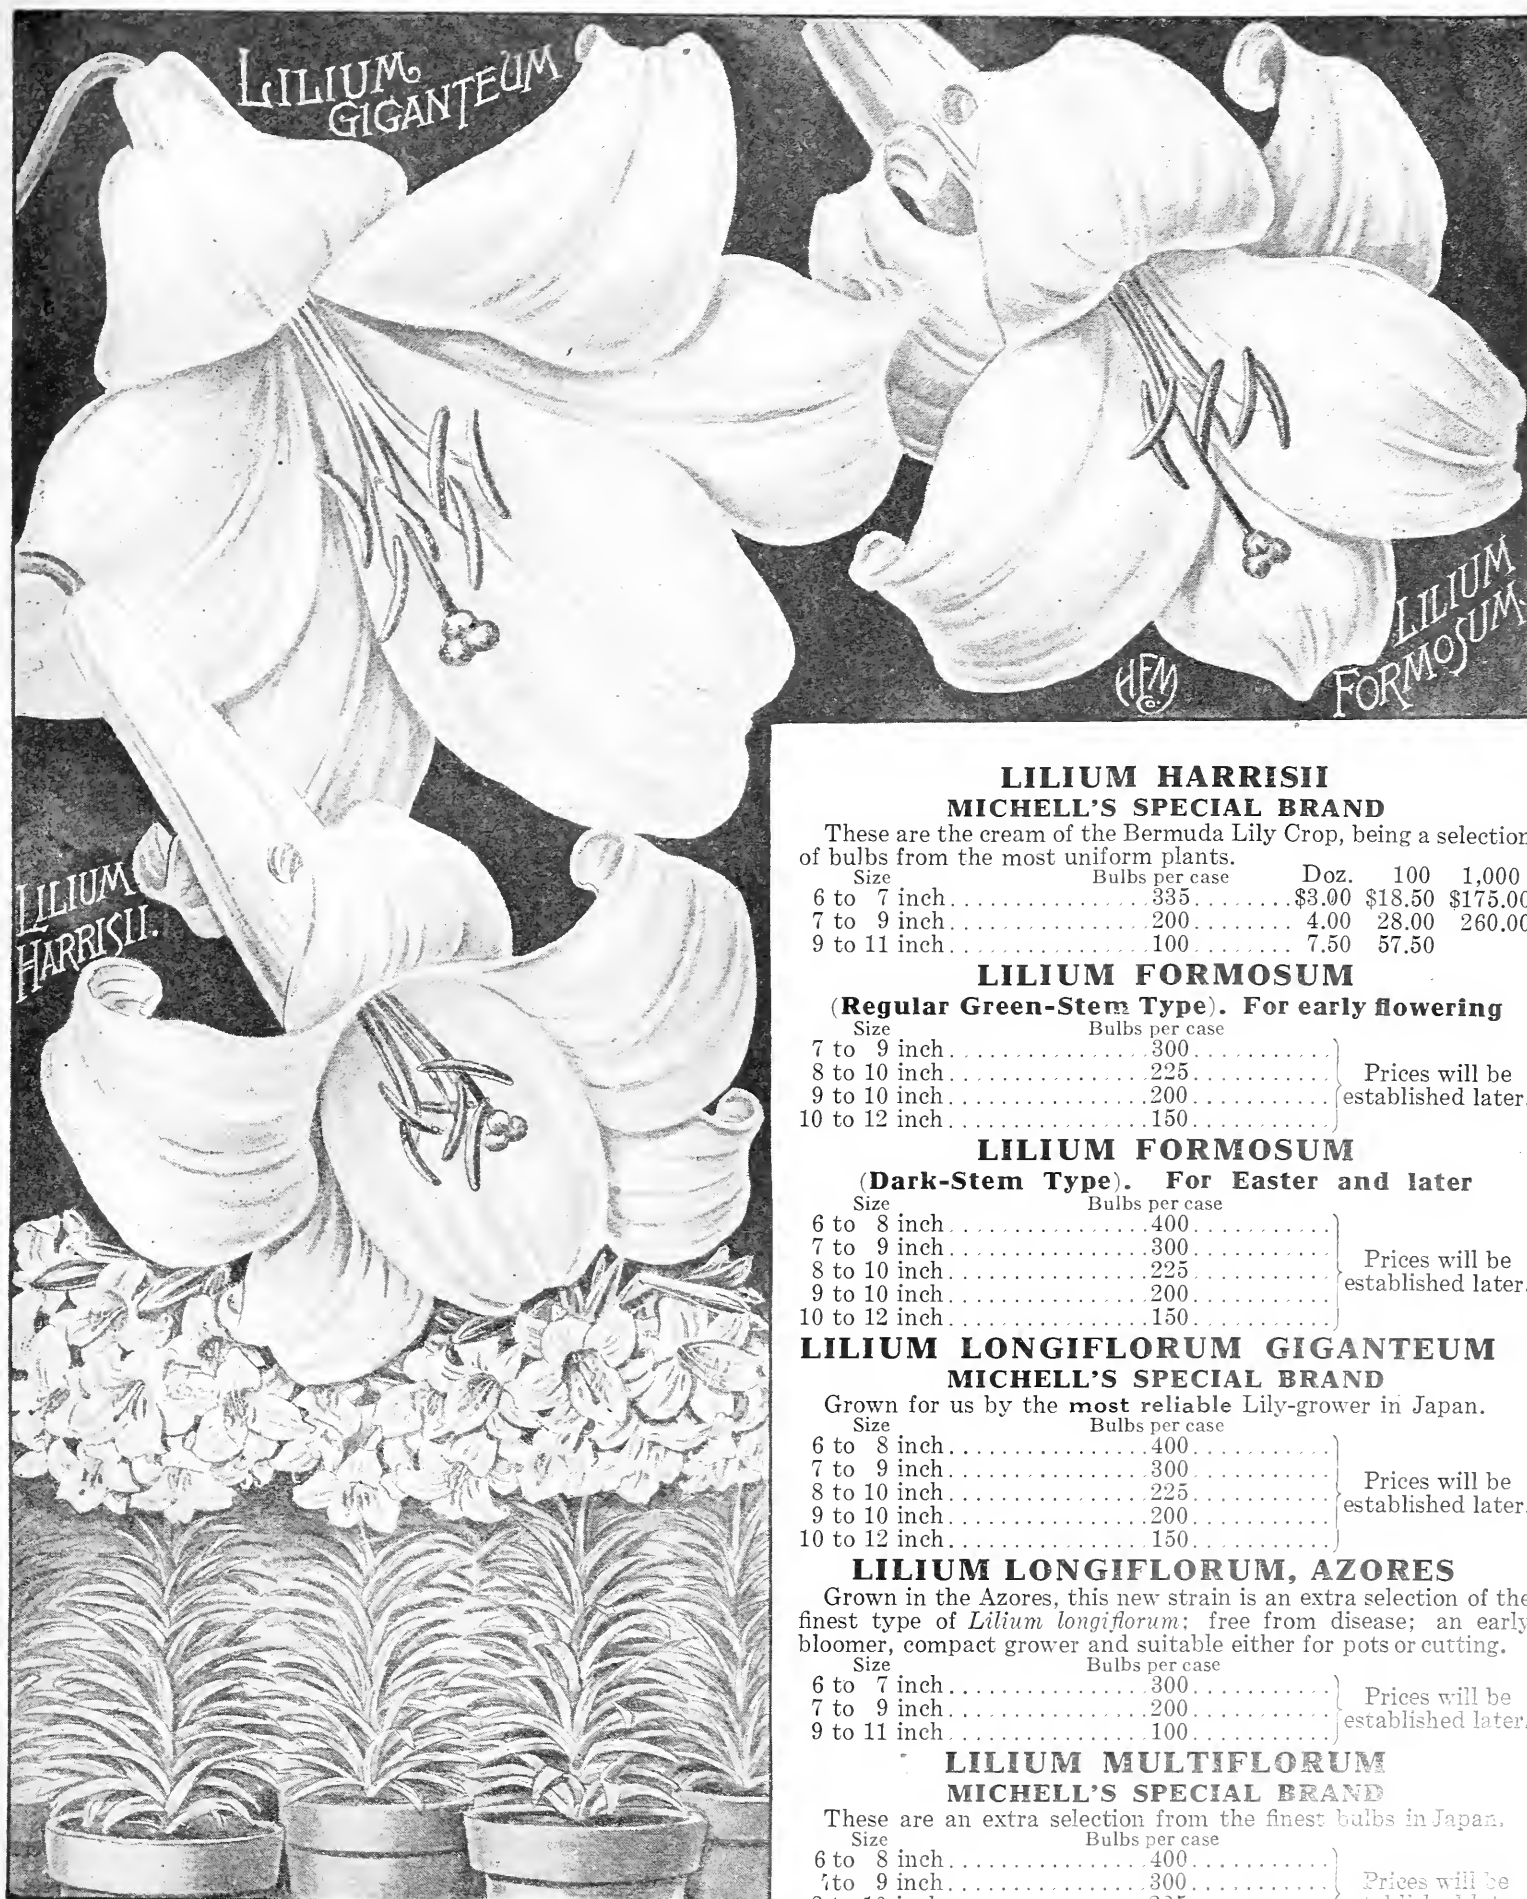 LILIUM
GIGANTEUM
LILIUM
FORMOSUM.
HFM
Co.
LILIUM
HARRISII.
LILIUM HARRISII
MICHELL'S SPECIAL BRAND
These are the cream of the Bermuda Lily Crop, being a selection
of bulbs from the most uniform plants.
Size Bulbs per case Doz. 100 1,000
6 to 7 inch.................335.........$3.00 $18.50 $175.00
7 to 9 inch.................200......... 4.00 28.00 260.00
9 to 11 inch.................100......... 7.50 57.50
LILIUM FORMOSUM
(Regular Green-Stem Type). For early flowering
Size Bulbs per case
7 to 9 inch.................300...........
8 to 10 inch.................225........... Prices will be
9 to 10 inch.................200........... established later.
10 to 12 inch.................150...........
LILIUM FORMOSUM
(Dark-Stem Type). For Easter and later
Size Bulbs per case
6 to 8 inch.................400...........
7 to 9 inch.................300........... Prices will be
8 to 10 inch.................225........... established later.
9 to 10 inch.................200...........
10 to 12 inch.................150...........
LILIUM LONGIFLORUM GIGANTEUM
MICHELL'S SPECIAL BRAND
Grown for us by the most reliable Lily-grower in Japan.
Size Bulbs per case
6 to 8 inch.................400...........
7 to 9 inch.................300........... Prices will be
8 to 10 inch.................225........... established later.
9 to 10 inch.................200...........
10 to 12 inch.................150...........
LILIUM LONGIFLORUM, AZORES
Grown in the Azores, this new strain is an extra selection of the
finest type of Lilium longiflorum; free from disease; an early
bloomer, compact grower and suitable either for pots or cutting.
Size Bulbs per case
6 to 7 inch.................300...........
7 to 9 inch.................200........... Prices will be
9 to 11 inch.................100........... established later.
LILIUM MULTIFLORUM
MICHELL'S SPECIAL BRAND
These are an extra selection from the finest bulbs in Japan.
Size Bulbs per case
6 to 8 inch.................400...........
7 to 9 inch.................300........... Prices will be